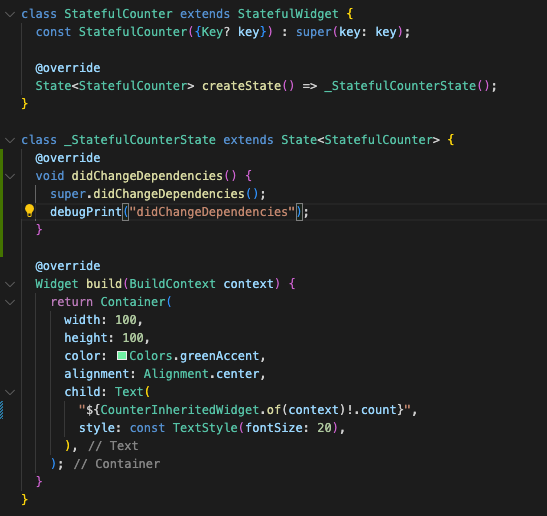 class StatefulCounter extends StatefulWidget {
  const StatefulCounter({Key? key}) : super(key: key);

  @override
  State<StatefulCounter> createState() => _StatefulCounterState();
}

class _StatefulCounterState extends State<StatefulCounter> {
  @override
  void didChangeDependencies() {
    super.didChangeDependencies();
    debugPrint("didChangeDependencies");
  }

  @override
  Widget build(BuildContext context) {
    return Container(
      width: 100,
      height: 100,
      color: Colors.greenAccent,
      alignment: Alignment.center,
      child: Text(
        "${CounterInheritedWidget.of(context)!.count}",
        style: const TextStyle(fontSize: 20),
      ), // Text
    ); // Container
  }
}